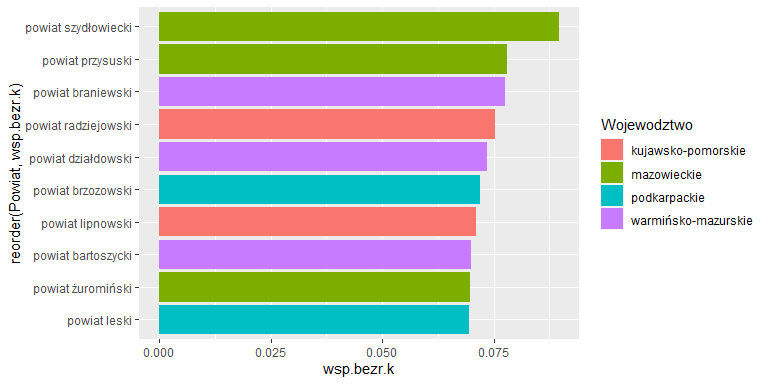 reorder(Powiat, wsp.bezr.k)
powiat szydłowiecki
powiat przysuski
powiat braniewski
powiat radziejowski
powiat działdowski
powiat brzozowski
powiat lipnowski
powiat bartoszycki
powiat żuromiński
powiat leski
0.000 0.025 0.050 0.075
wsp.bezr.k
Wojewodztwo
kujawsko-pomorskie
mazowieckie
podkarpackie
warmińsko-mazurskie